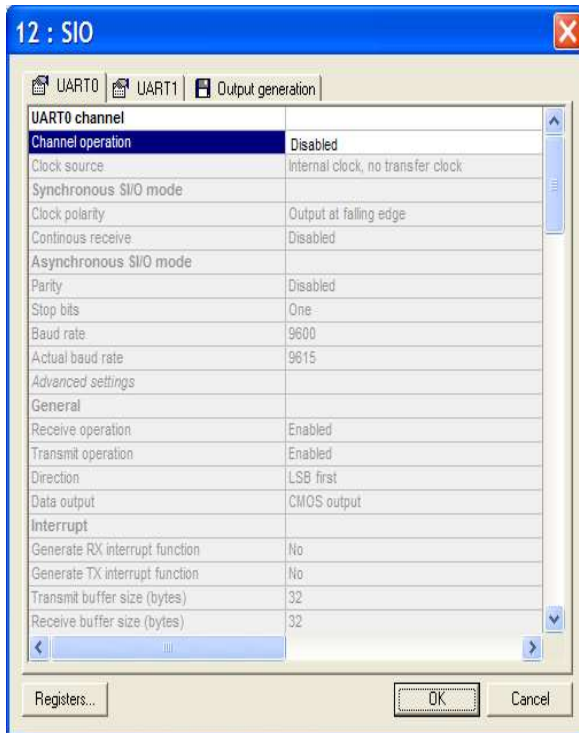 12 : SIO
UART0 UART1 Output generation
UART0 channel
Channel operation Disabled
Clock source Internal clock, no transfer clock
Synchronous SI/O mode
Clock polarity Output at falling edge
Continous receive Disabled
Asynchronous SI/O mode
Parity Disabled
Stop bits One
Baud rate 9600
Actual baud rate 9615
Advanced settings
General
Receive operation Enabled
Transmit operation Enabled
Direction LSB first
Data output CMOS output
Interrupt
Generate RX interrupt function No
Generate TX interrupt function No
Transmit buffer size (bytes) 32
Receive buffer size (bytes) 32
Registers... OK Cancel